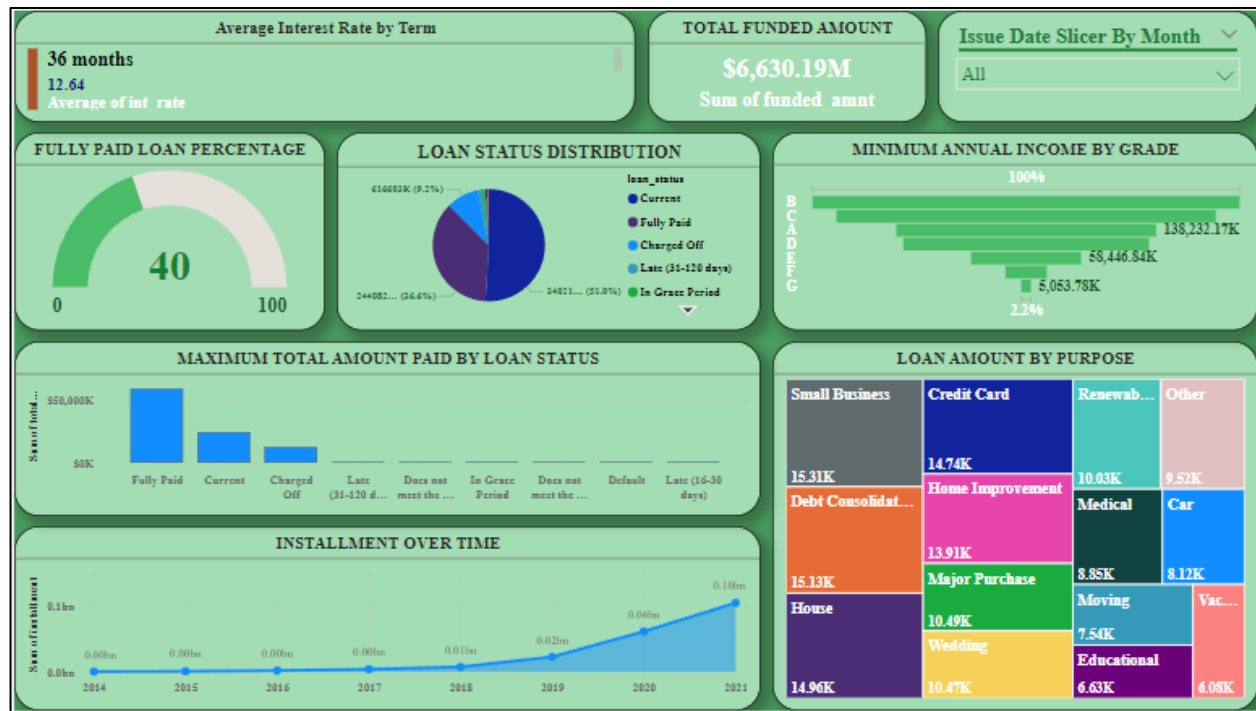 Average Interest Rate by Term
36 months
12.64
Average of int_rate
TOTAL FUNDED AMOUNT
$6,630.19M
Sum of funded_amnt
Issue Date Slicer By Month
All
FULLY PAID LOAN PERCENTAGE
40
0
100
LOAN STATUS DISTRIBUTION
616603K (9.2%)
244082... (36.6%)
34021... (51.0%)
loan_status
Current
Fully Paid
Charged Off
Late (31-120 days)
In Grace Period
MINIMUM ANNUAL INCOME BY GRADE
100%
B
C
A
D
E
F
G
138,232.17K
58,446.84K
5,053.78K
2.2%
MAXIMUM TOTAL AMOUNT PAID BY LOAN STATUS
Sum of total...
$50,000K
$0K
Fully Paid
Current
Charged Off
Late (31-120 d...
Does not meet the ...
In Grace Period
Does not meet the ...
Default
Late (16-30 days)
INSTALLMENT OVER TIME
Sum of installment
0.1bn
0.0bn
0.00bn
0.00bn
0.00bn
0.00bn
0.01bn
0.02bn
0.06bn
0.10bn
2014
2015
2016
2017
2018
2019
2020
2021
LOAN AMOUNT BY PURPOSE
Small Business
15.31K
Debt Consolidat...
15.13K
House
14.96K
Credit Card
14.74K
Home Improvement
13.91K
Major Purchase
10.49K
Wedding
10.47K
Renewab...
10.03K
Other
9.52K
Medical
8.85K
Car
8.12K
Moving
7.54K
Educational
6.63K
Vac...
6.08K